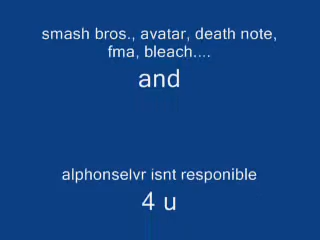 smash bros., avatar, death note,
fma, bleach....
and
alphonselvr isnt responible
4 u